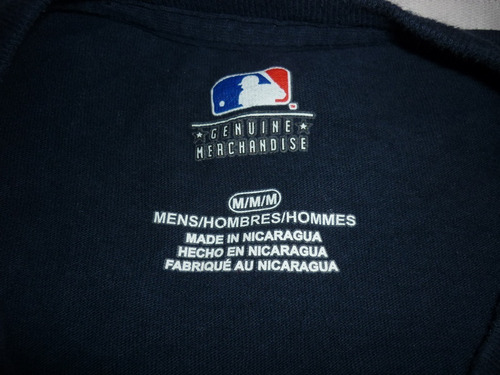 GENUINE
MERCHANDISE
M/M/M
MENS/HOMBRES/HOMMES
MADE IN NICARAGUA
HECHO EN NICARAGUA
FABRIQUÉ AU NICARAGUA